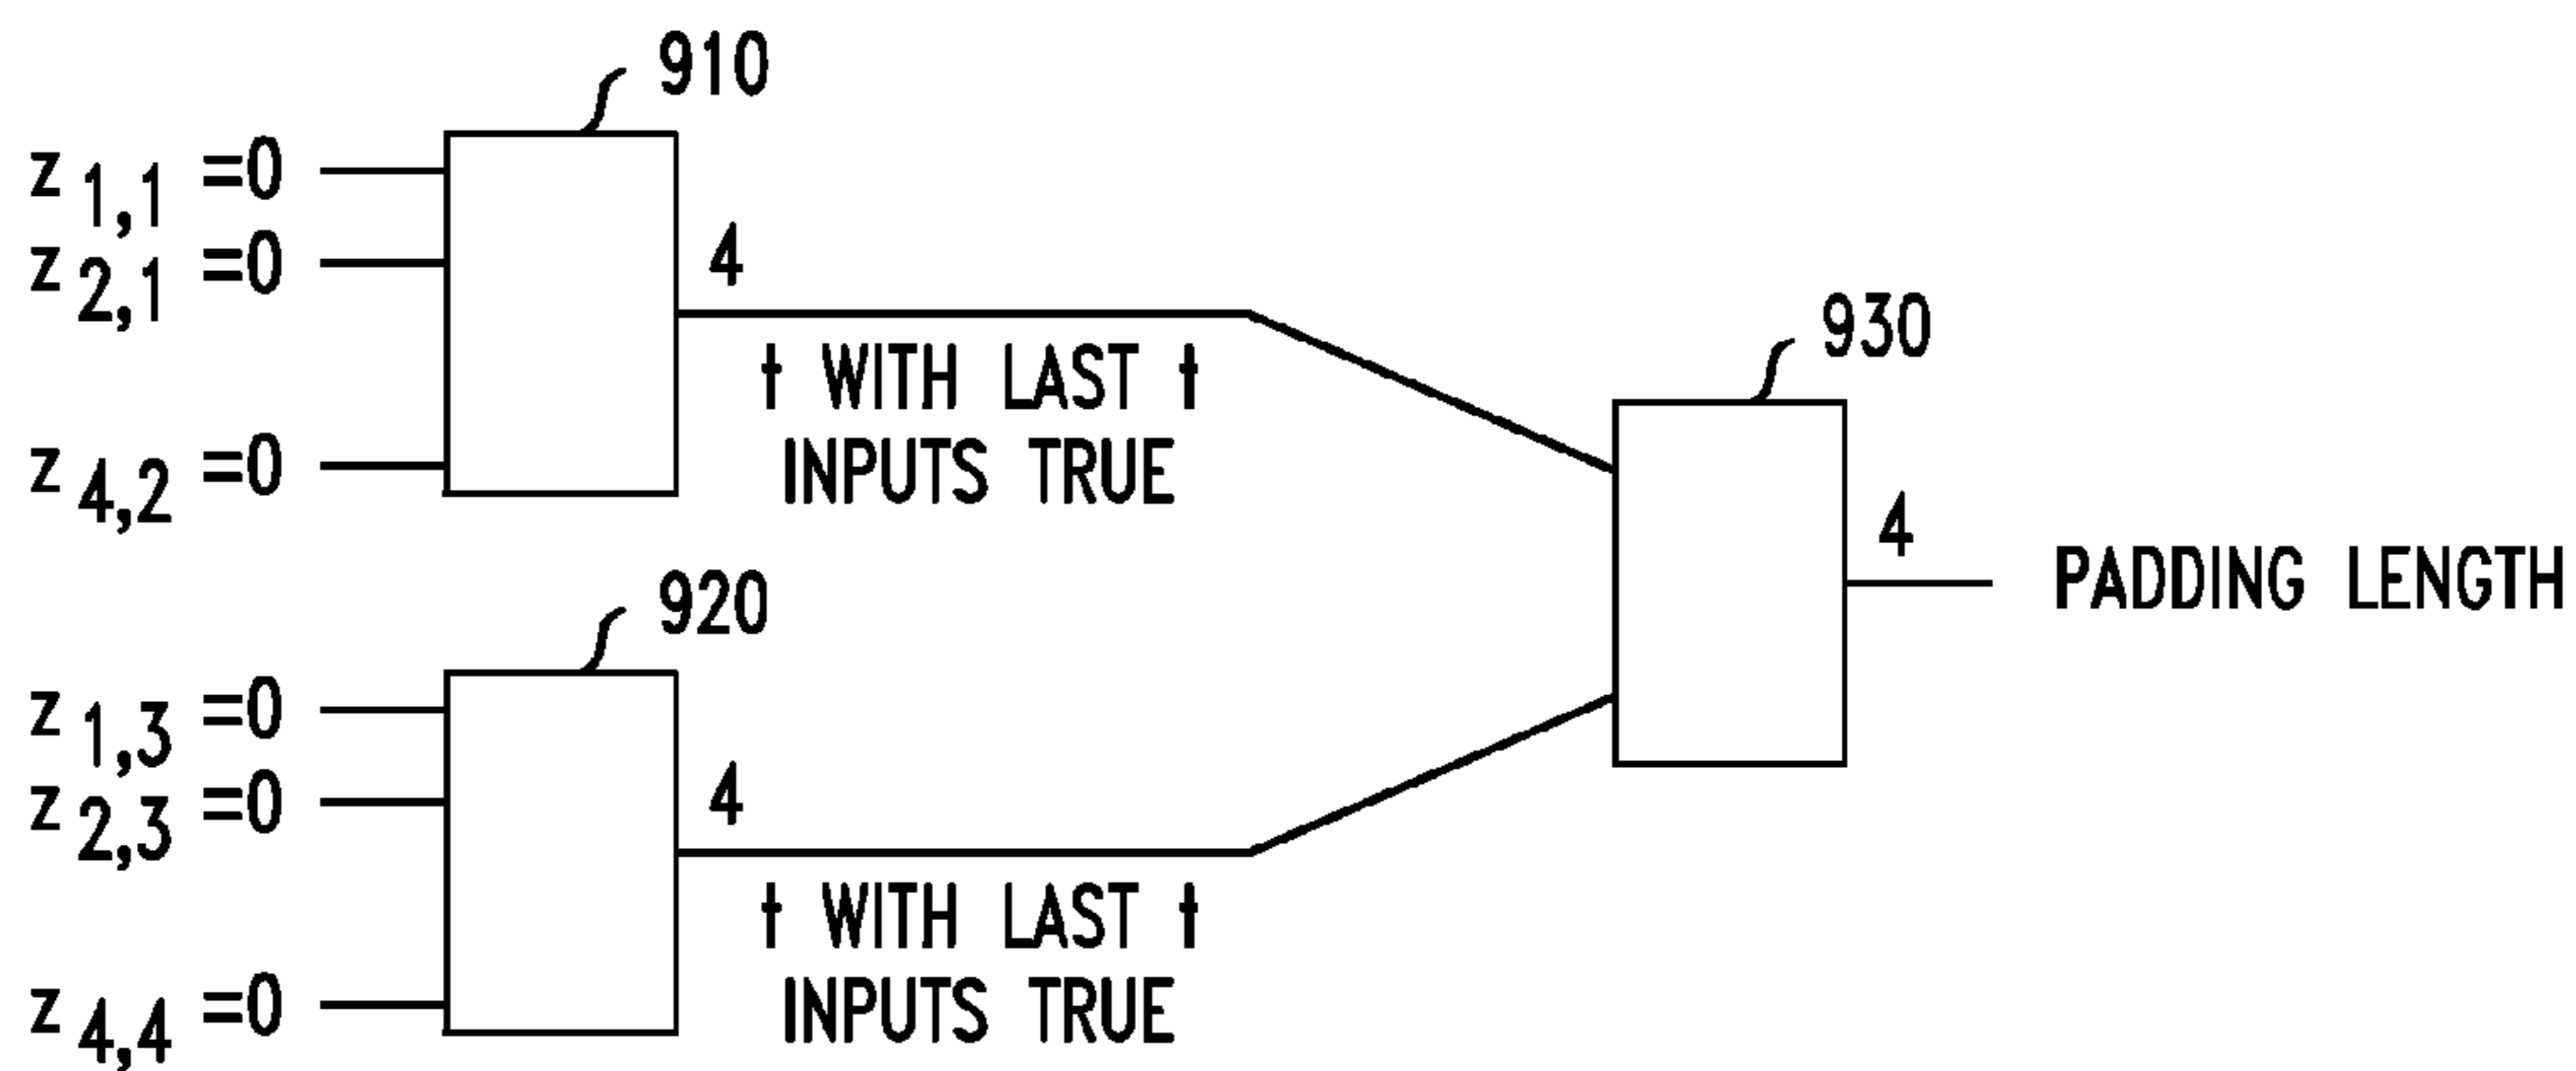 910
z 1,1 =0
z 2,1 =0
z 4,2 =0
4
t WITH LAST t
INPUTS TRUE
920
z 1,3 =0
z 2,3 =0
z 4,4 =0
4
t WITH LAST t
INPUTS TRUE
930
4
PADDING LENGTH